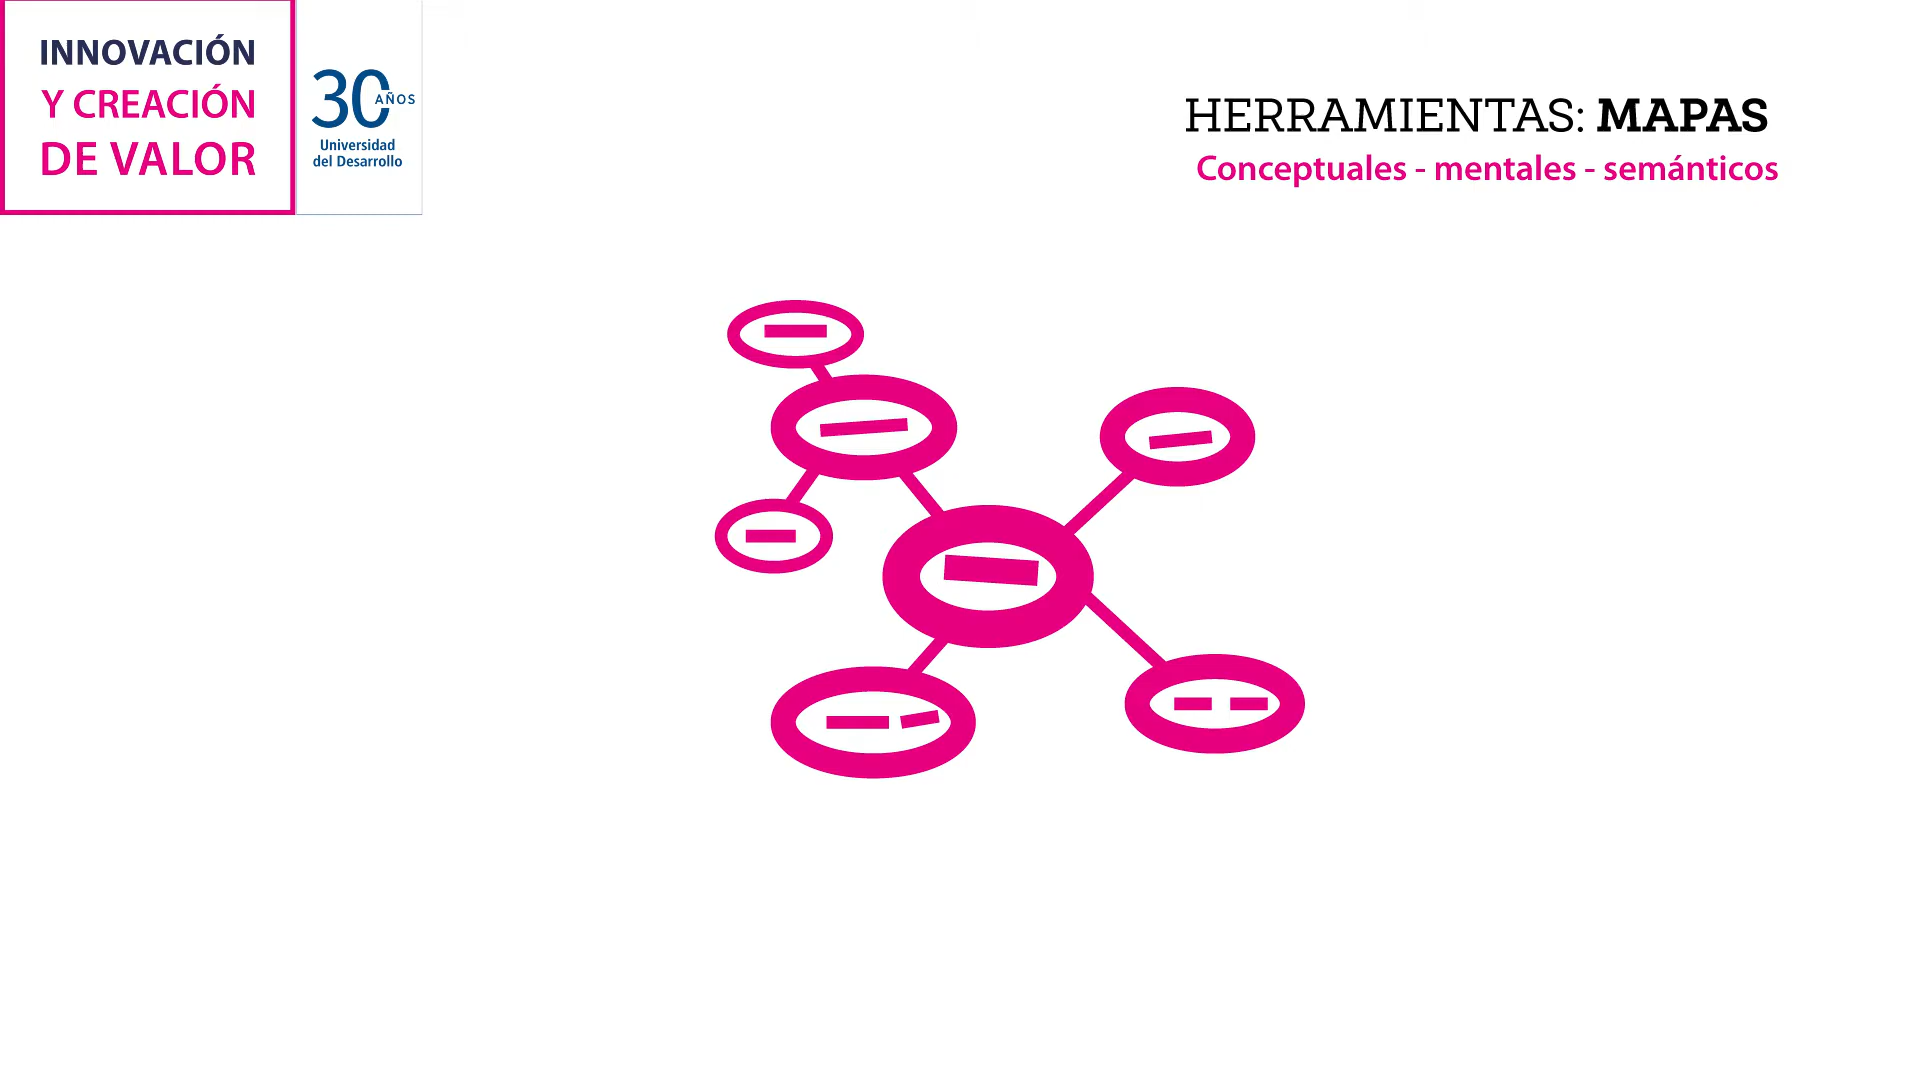 INNOVACIÓN
Y CREACIÓN
DE VALOR
30 AÑOS
Universidad
del Desarrollo
HERRAMIENTAS: MAPAS
Conceptuales - mentales - semánticos